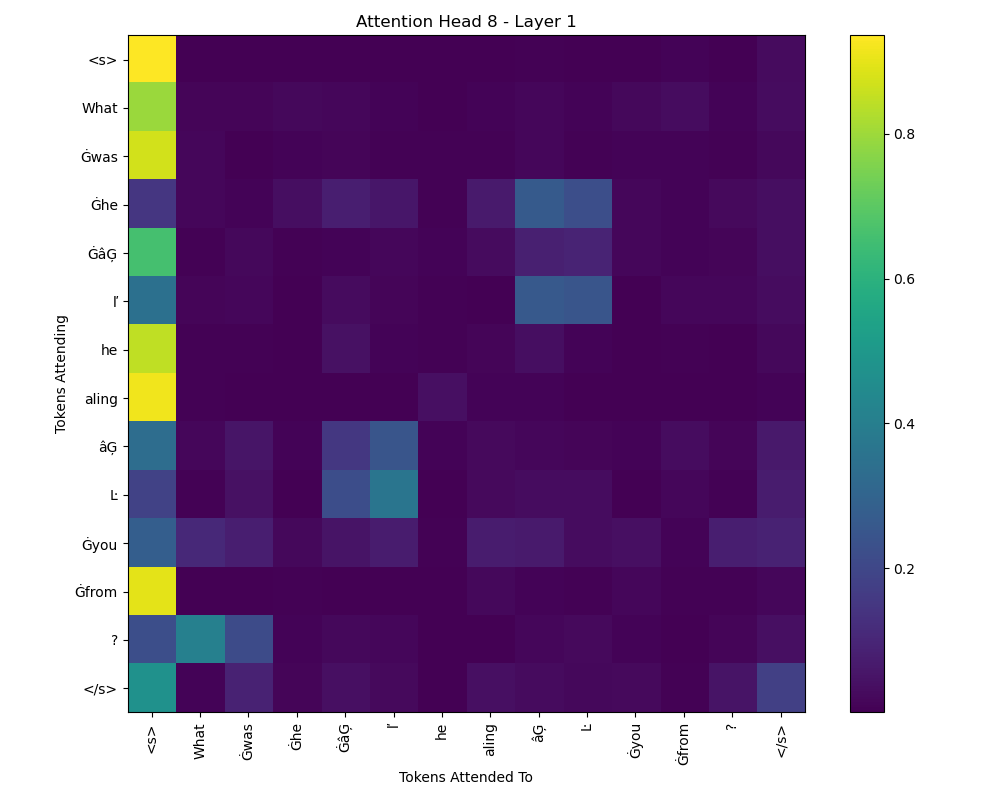 Attention Head 8 - Layer 1
Tokens Attending
<s>
What
Ġwas
Ġhe
ĠâĢ
ľ
he
aling
âĢ
Ŀ
Ġyou
Ġfrom
?
</s>
<s>
What
Ġwas
Ġhe
ĠâĢ
ľ
he
aling
âĢ
Ŀ
Ġyou
Ġfrom
?
</s>
Tokens Attended To
0.8
0.6
0.4
0.2